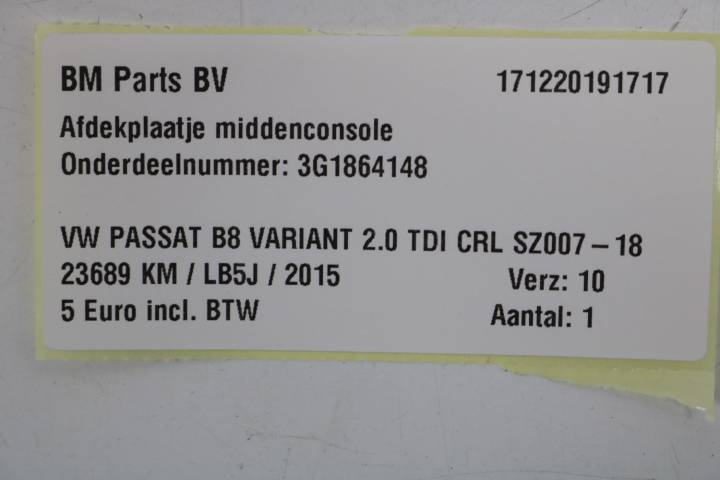 BM Parts BV 171220191717
Afdekplaatje middenconsole
Onderdeelnummer: 3G1864148
VW PASSAT B8 VARIANT 2.0 TDI CRL SZ007-18
23689 KM / LB5J / 2015 Verz: 10
5 Euro incl. BTW Aantal: 1